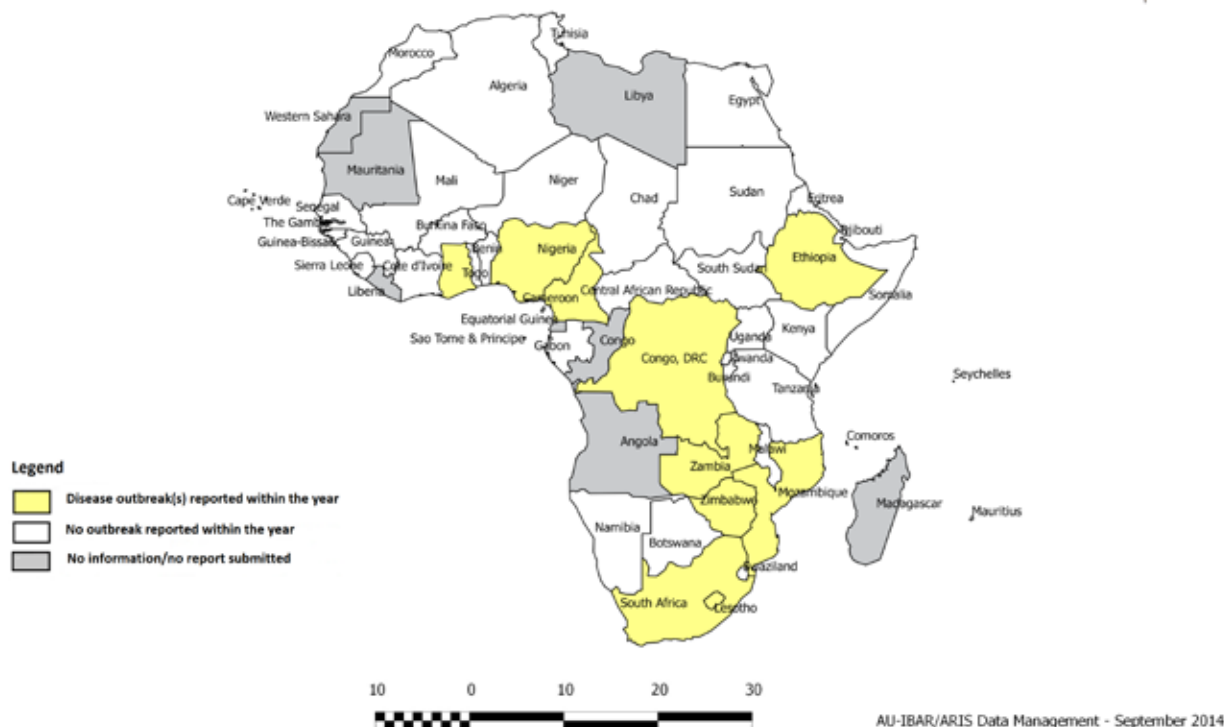 Tunisia
Morocco
Algeria
Libya
Egypt
Western Sahara
Mauritania
Mali
Niger
Chad
Sudan
Eritrea
Cape Verde
Senegal
The Gambi
Burkina Faso
Djibouti
Guinea-Bissau
Guinea
Benin
Nigeria
Ethiopia
Sierra Leone
Cote d'Ivoire
Togo
South Sudan
Liberia
Cameroon
Central African Republic
Somalia
Equatorial Guinea
Sao Tome & Principe
Gabon
Congo
Congo, DRC
Uganda
Kenya
Rwanda
Burundi
Tanzania
Seychelles
Comoros
Angola
Malawi
Zambia
Mozambique
Madagascar
Mauritius
Zimbabwe
Namibia
Botswana
Swaziland
South Africa
Lesotho
Legend
Disease outbreak(s) reported within the year
No outbreak reported within the year
No information/no report submitted
10 0 10 20 30
AU-IBAR/ARIS Data Management - September 2014